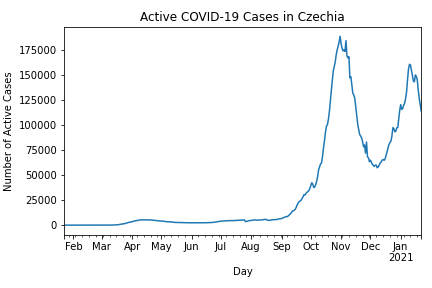 Active COVID-19 Cases in Czechia
Number of Active Cases
175000
150000
125000
100000
75000
50000
25000
0
Feb Mar Apr May Jun Jul Aug Sep Oct Nov Dec Jan
2021
Day